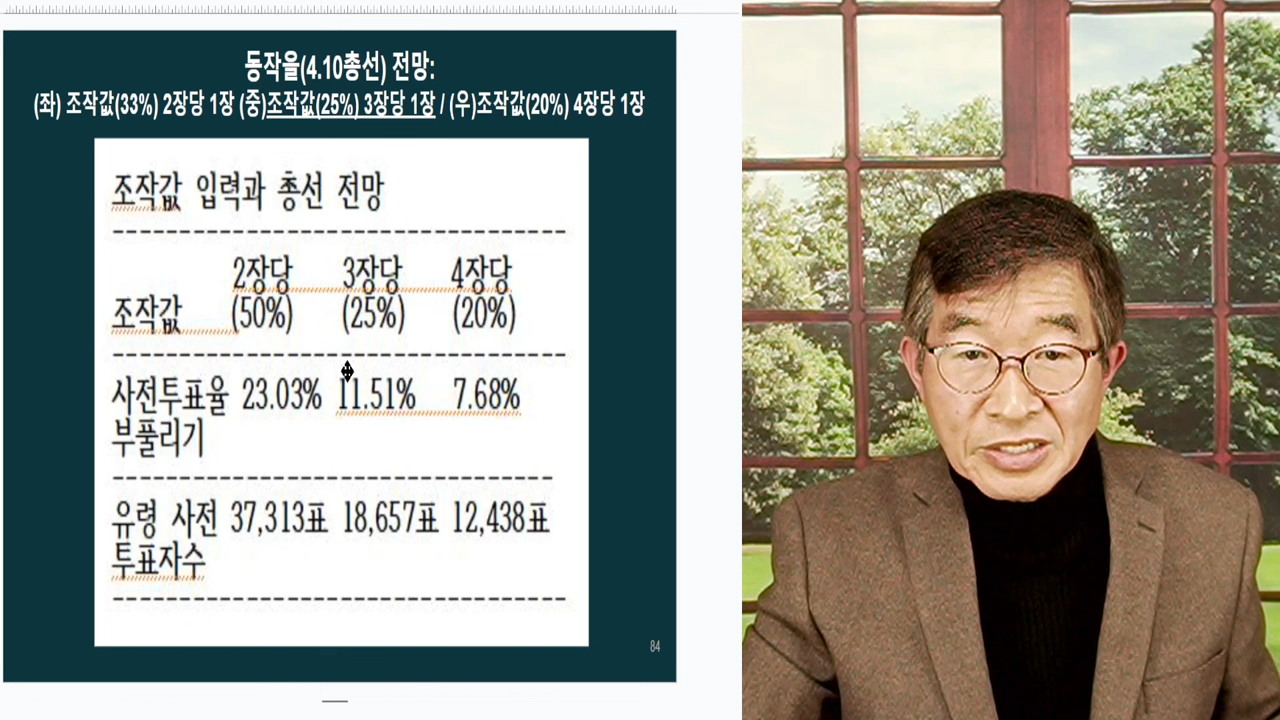 동작을(4.10총선) 전망:
(좌) 조작값(33%) 2장당 1장 (중)조작값(25%) 3장당 1장 / (우)조작값(20%) 4장당 1장
조작값 입력과 총선 전망
2장당 3장당 4장당
조작값 (50%) (25%) (20%)
사전투표율 23.03% 11.51% 7.68%
부풀리기
유령 사전 37,313표 18,657표 12,438표
투표자수
84